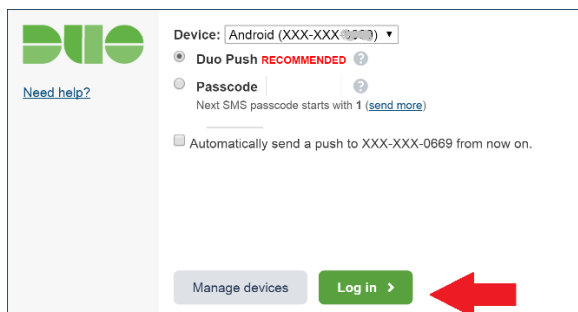 DUO
Need help?
Device: Android (XXX-XXX-
Duo Push RECOMMENDED ?
Passcode ?
Next SMS passcode starts with 1 (send more)
Automatically send a push to XXX-XXX-0669 from now on.
Manage devices
Log in >